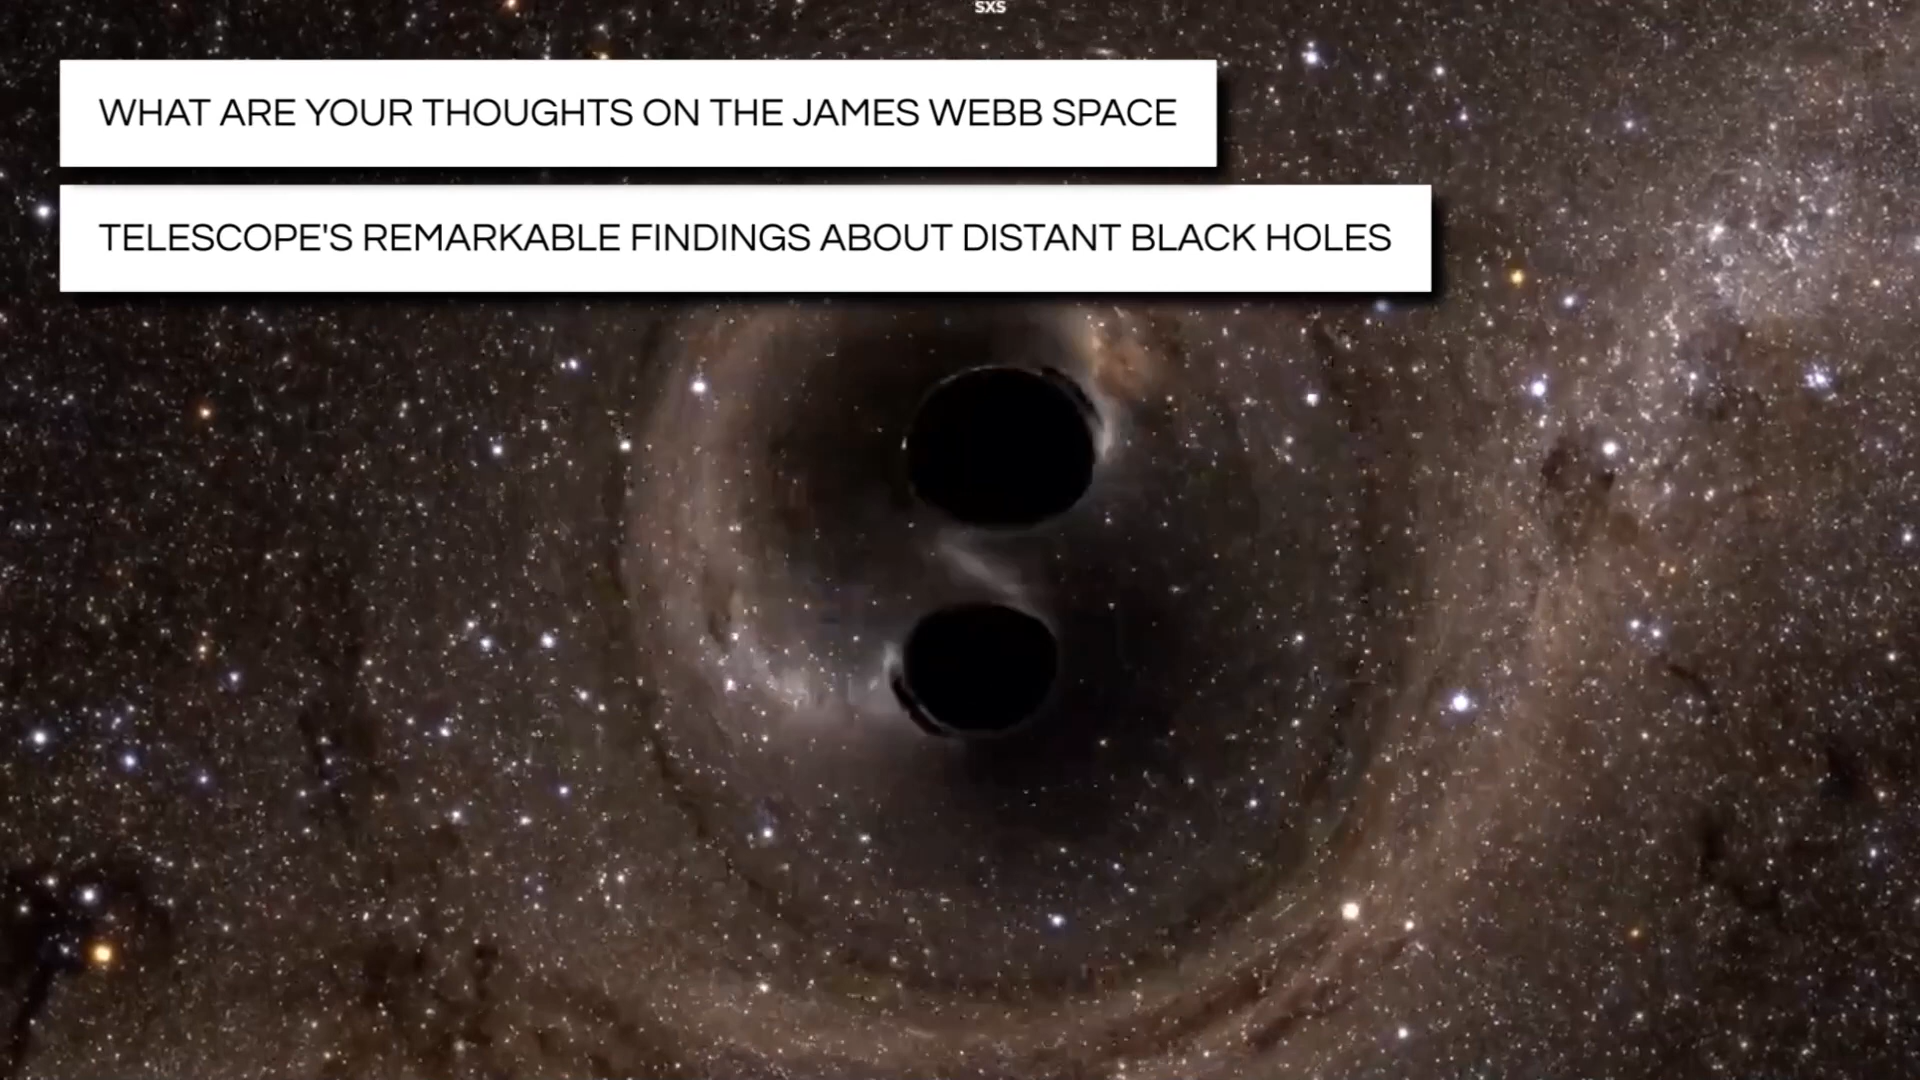 SXS
WHAT ARE YOUR THOUGHTS ON THE JAMES WEBB SPACE
TELESCOPE'S REMARKABLE FINDINGS ABOUT DISTANT BLACK HOLES